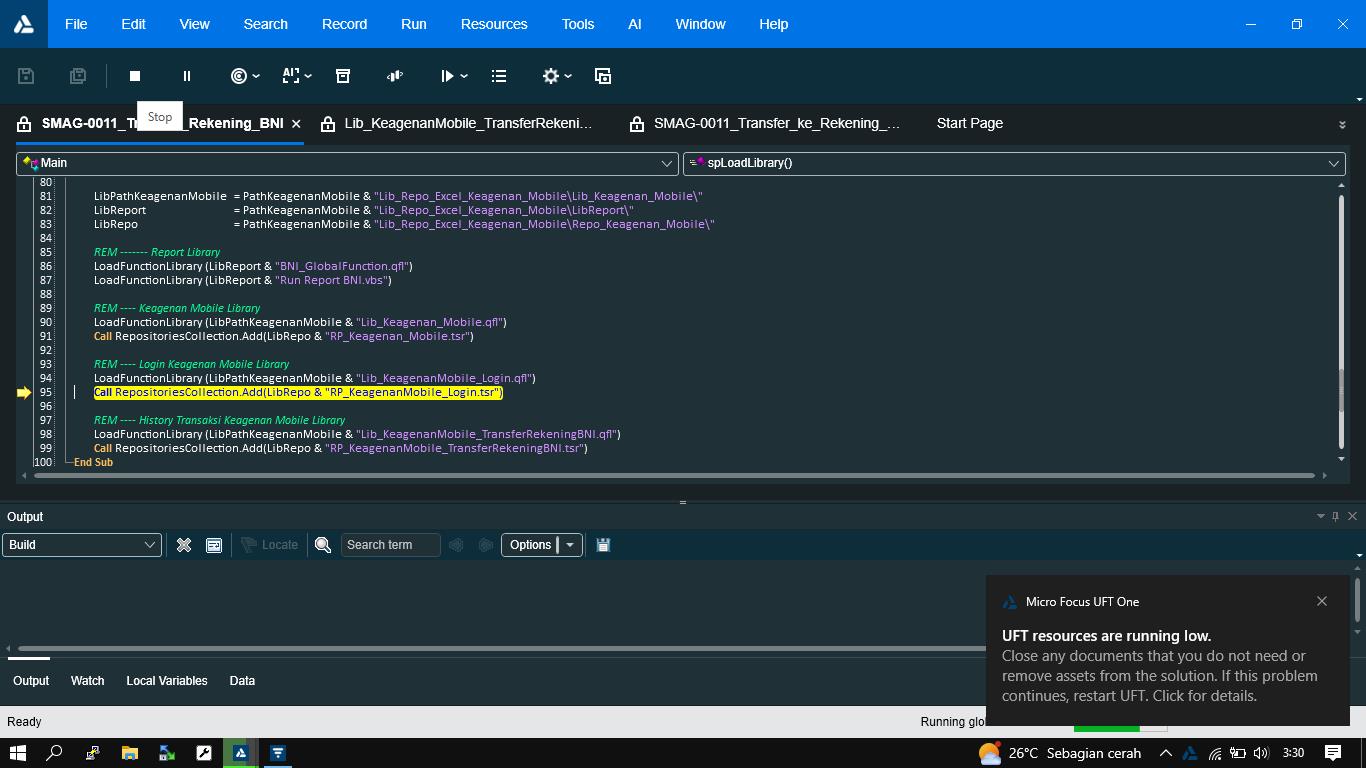 File Edit View Search Record Run Resources Tools AI Window Help
AI
Stop
SMAG-0011_Tr Rekening_BNI Lib_KeagenanMobile_TransferRekeni... SMAG-0011_Transfer_ke_Rekening_... Start Page
Main spLoadLibrary()
80
81 LibPathKeagenanMobile = PathKeagenanMobile & "Lib_Repo_Excel_Keagenan_Mobile\Lib_Keagenan_Mobile\"
82 LibReport = PathKeagenanMobile & "Lib_Repo_Excel_Keagenan_Mobile\LibReport\"
83 LibRepo = PathKeagenanMobile & "Lib_Repo_Excel_Keagenan_Mobile\Repo_Keagenan_Mobile\"
84
85 REM ------- Report Library
86 LoadFunctionLibrary (LibReport & "BNI_GlobalFunction.qfl")
87 LoadFunctionLibrary (LibReport & "Run Report BNI.vbs")
88
89 REM ---- Keagenan Mobile Library
90 LoadFunctionLibrary (LibPathKeagenanMobile & "Lib_Keagenan_Mobile.qfl")
91 Call RepositoriesCollection.Add(LibRepo & "RP_Keagenan_Mobile.tsr")
92
93 REM ---- Login Keagenan Mobile Library
94 LoadFunctionLibrary (LibPathKeagenanMobile & "Lib_KeagenanMobile_Login.qfl")
95 Call RepositoriesCollection.Add(LibRepo & "RP_KeagenanMobile_Login.tsr")
96
97 REM ---- History Transaksi Keagenan Mobile Library
98 LoadFunctionLibrary (LibPathKeagenanMobile & "Lib_KeagenanMobile_TransferRekeningBNI.qfl")
99 Call RepositoriesCollection.Add(LibRepo & "RP_KeagenanMobile_TransferRekeningBNI.tsr")
100 End Sub
Output
Build Locate Search term Options
Micro Focus UFT One
UFT resources are running low.
Close any documents that you do not need or
remove assets from the solution. If this problem
continues, restart UFT. Click for details.
Output Watch Local Variables Data
Ready Running glo
26°C Sebagian cerah 3:30